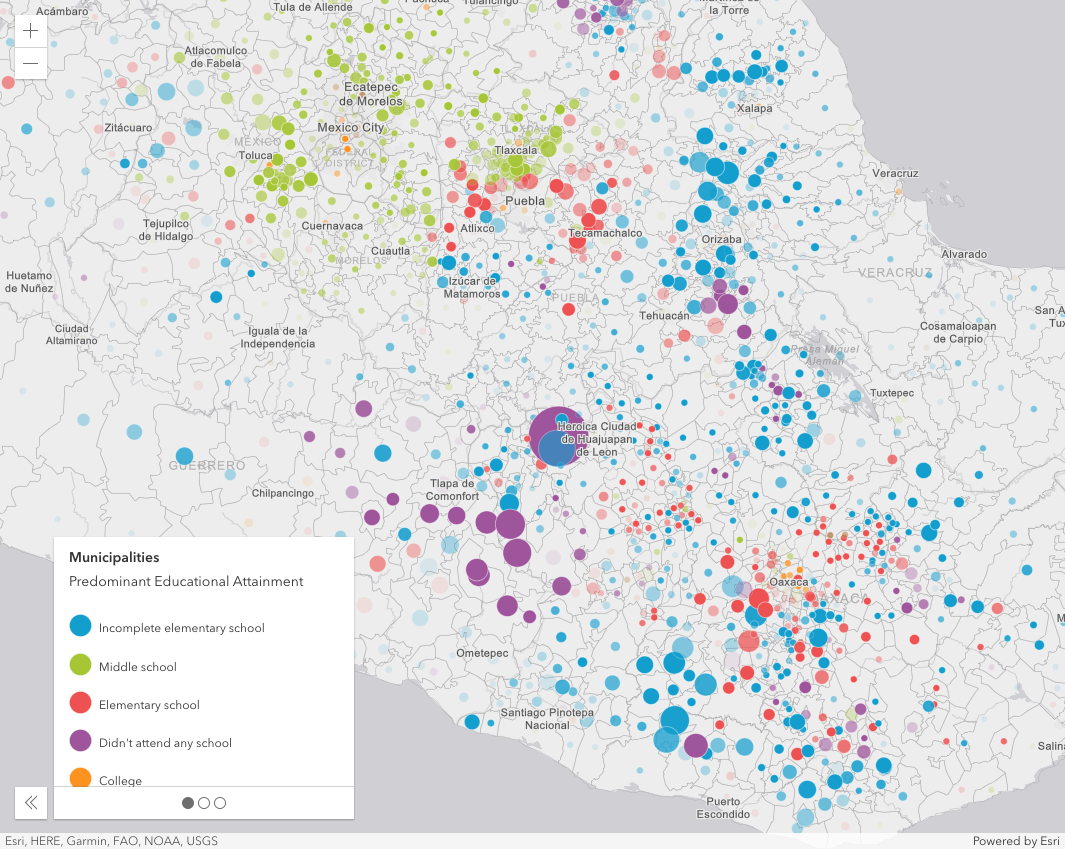 Acámbaro
Tula de Allende
Pachuca
Tulancingo
Martínez de
la Torre
Atlacomulco
de Fabela
Ecatepec
de Morelos
Xalapa
Zitácuaro
Mexico City
MÉXICO
FEDERAL
DISTRICT
TLAXCALA
Toluca
Tlaxcala
Veracruz
Puebla
Tejupilco
de Hidalgo
Cuernavaca
Atlixco
Tecamachalco
Orizaba
Cuautla
MORELOS
Alvarado
VERACRUZ
Huetamo
de Nuñez
Izúcar de
Matamoros
PUEBLA
Tehuacán
San A
Tux
Ciudad
Altamirano
Iguala de la
Independencia
Cosamaloapan
de Carpio
Presa Miguel
Alemán
Tuxtepec
Heroica Ciudad
de Huajuapan
de Leon
GUERRERO
Chilpancingo
Tlapa de
Comonfort
Oaxaca
OAXACA
Ometepec
Santiago Pinotepa
Nacional
Salina
Puerto
Escondido
Municipalities
Predominant Educational Attainment
Incomplete elementary school
Middle school
Elementary school
Didn't attend any school
College
Esri, HERE, Garmin, FAO, NOAA, USGS
Powered by Esri